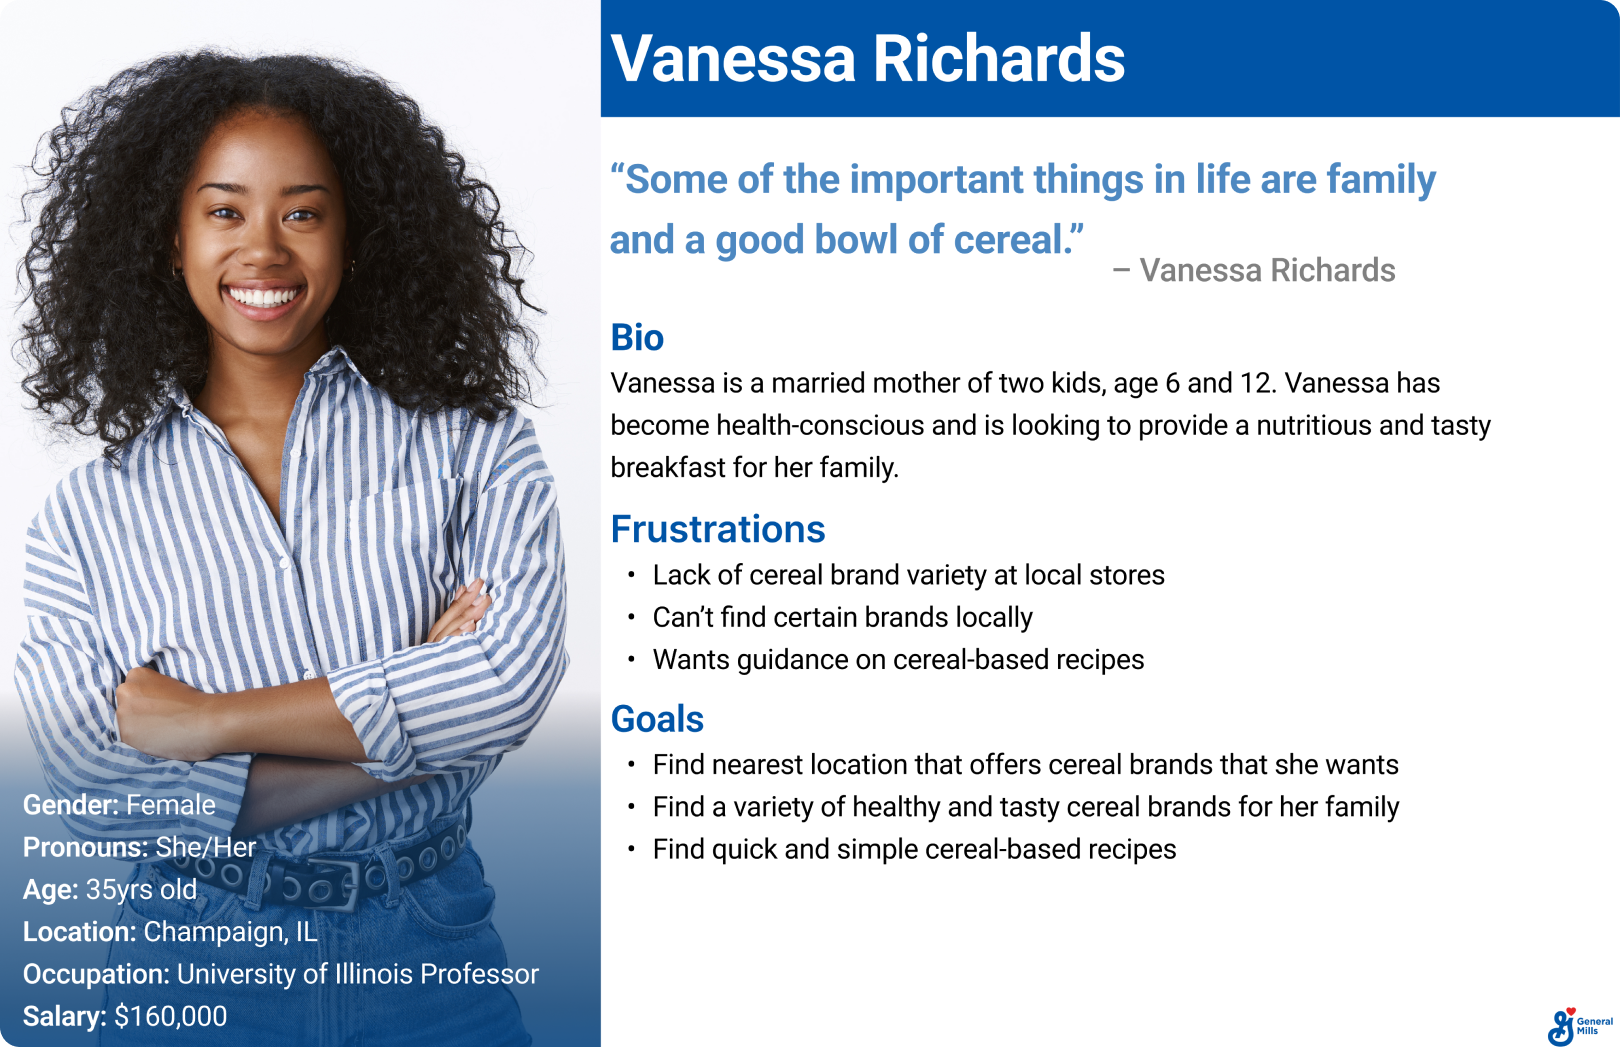 Vanessa Richards
“Some of the important things in life are family
and a good bowl of cereal.”
– Vanessa Richards
Bio
Vanessa is a married mother of two kids, age 6 and 12. Vanessa has
become health-conscious and is looking to provide a nutritious and tasty
breakfast for her family.
Frustrations
• Lack of cereal brand variety at local stores
• Can’t find certain brands locally
• Wants guidance on cereal-based recipes
Goals
• Find nearest location that offers cereal brands that she wants
• Find a variety of healthy and tasty cereal brands for her family
• Find quick and simple cereal-based recipes
Gender: Female
Pronouns: She/Her
Age: 35yrs old
Location: Champaign, IL
Occupation: University of Illinois Professor
Salary: $160,000
General
Mills